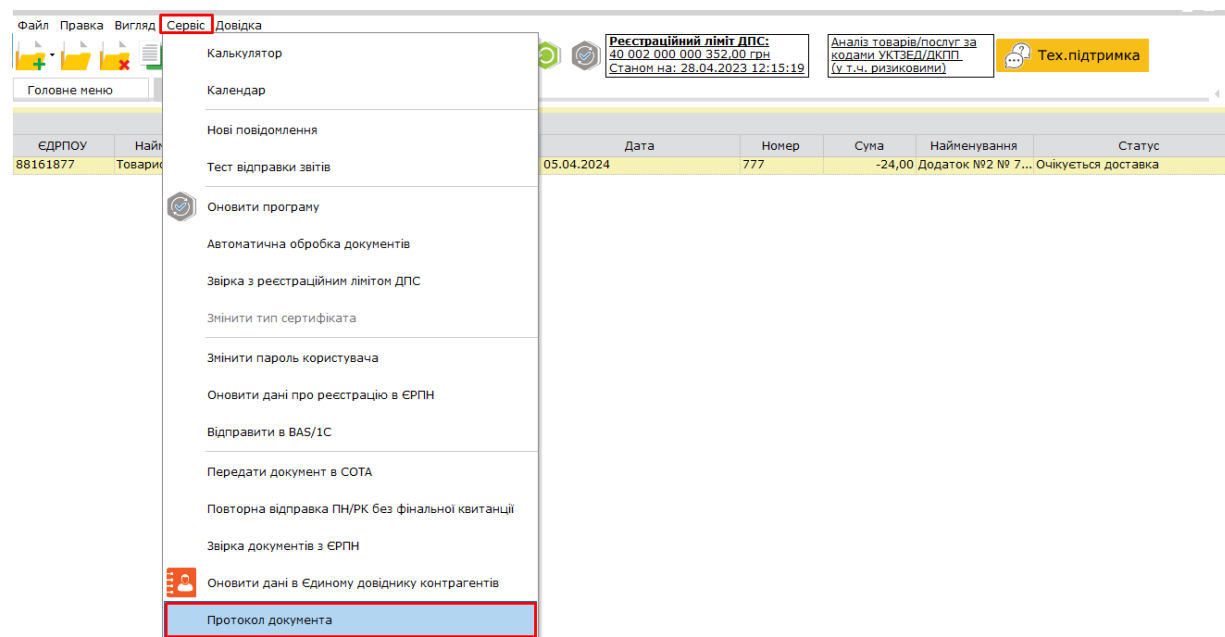 Файл Правка Вигляд Сервіс Довідка
Реєстраційний ліміт ДПС:
40 002 000 000 352,00 грн
Станом на: 28.04.2023 12:15:19
Аналіз товарів/послуг за
кодами УКТЗЕД/ДКПП
(у т.ч. ризиковими)
Тех.підтримка
Головне меню
ЄДРПОУ Дата Номер Сума Найменування Статус
88161877 05.04.2024 777 -24,00 Додаток №2 № 7... Очікується доставка
Калькулятор
Календар
Нові повідомлення
Тест відправки звітів
Оновити програму
Автоматична обробка документів
Звірка з реєстраційним лімітом ДПС
Змінити тип сертифіката
Змінити пароль користувача
Оновити дані про реєстрацію в ЄРПН
Відправити в BAS/1С
Передати документ в СОТА
Повторна відправка ПН/РК без фінальної квитанції
Звірка документів з ЄРПН
Оновити дані в Єдиному довіднику контрагентів
Протокол документа